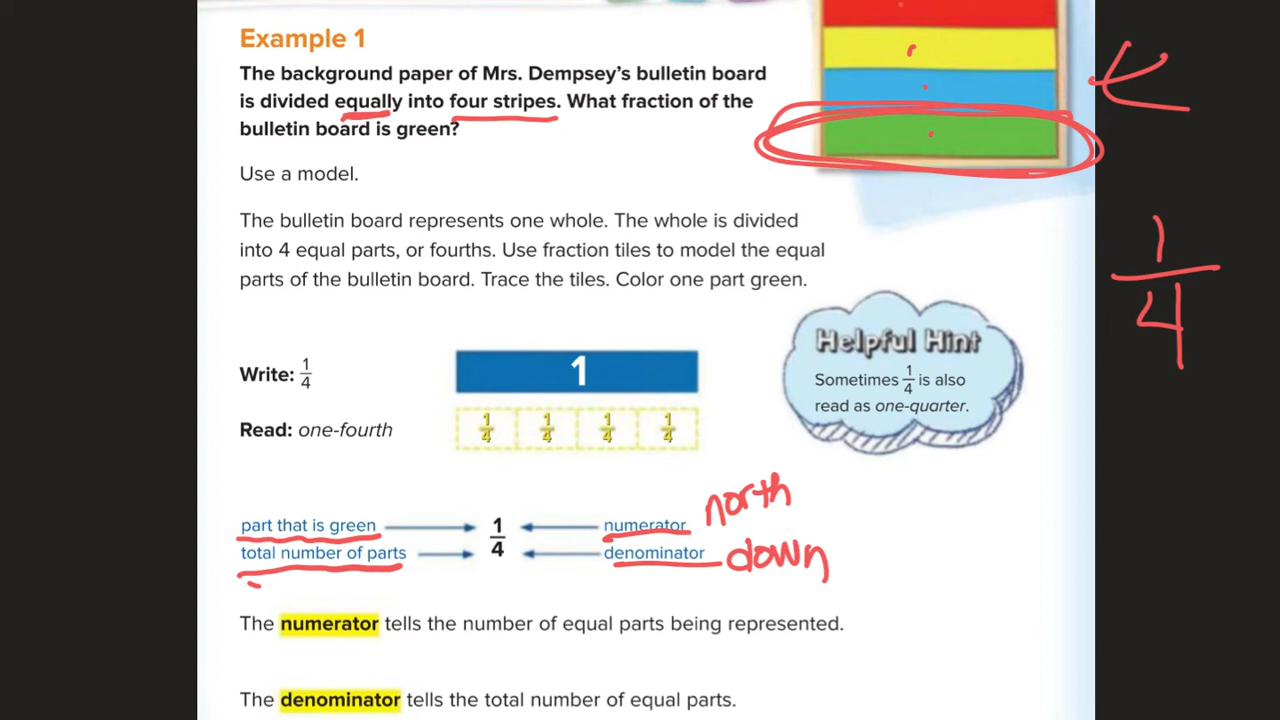 Example 1
The background paper of Mrs. Dempsey's bulletin board
is divided equally into four stripes. What fraction of the
bulletin board is green?
Use a model.
The bulletin board represents one whole. The whole is divided
into 4 equal parts, or fourths. Use fraction tiles to model the equal
parts of the bulletin board. Trace the tiles. Color one part green.
1
4
Helpful Hint
Sometimes 1/4 is also
read as one-quarter.
Write: 1/4
1
1/4 1/4 1/4 1/4
Read: one-fourth
north
part that is green 1 numerator
total number of parts 4 denominator down
The numerator tells the number of equal parts being represented.
The denominator tells the total number of equal parts.